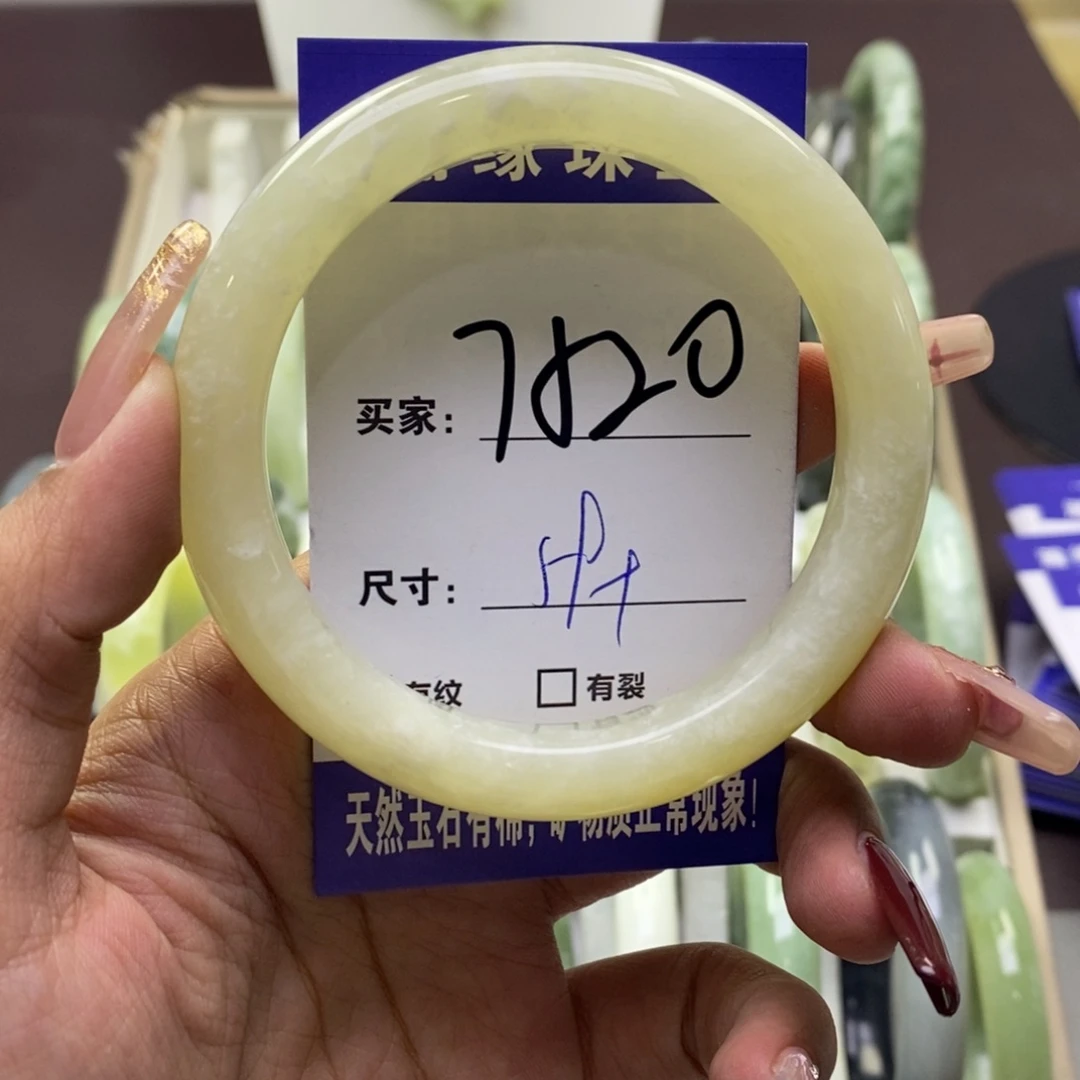 缘珠
买家: 7820
尺寸:
有纹 □有裂
天然玉石有棉,矿物质正常现象!